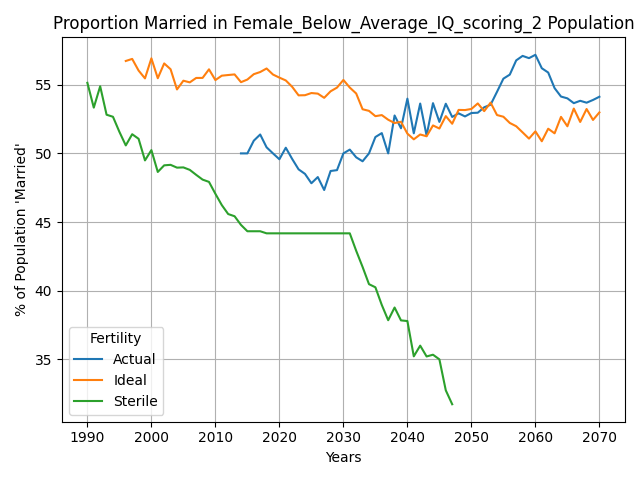 Proportion Married in Female_Below_Average_IQ_scoring_2 Population
% of Population 'Married'
55
50
45
40
35
Fertility
Actual
Ideal
Sterile
1990 2000 2010 2020 2030 2040 2050 2060 2070
Years